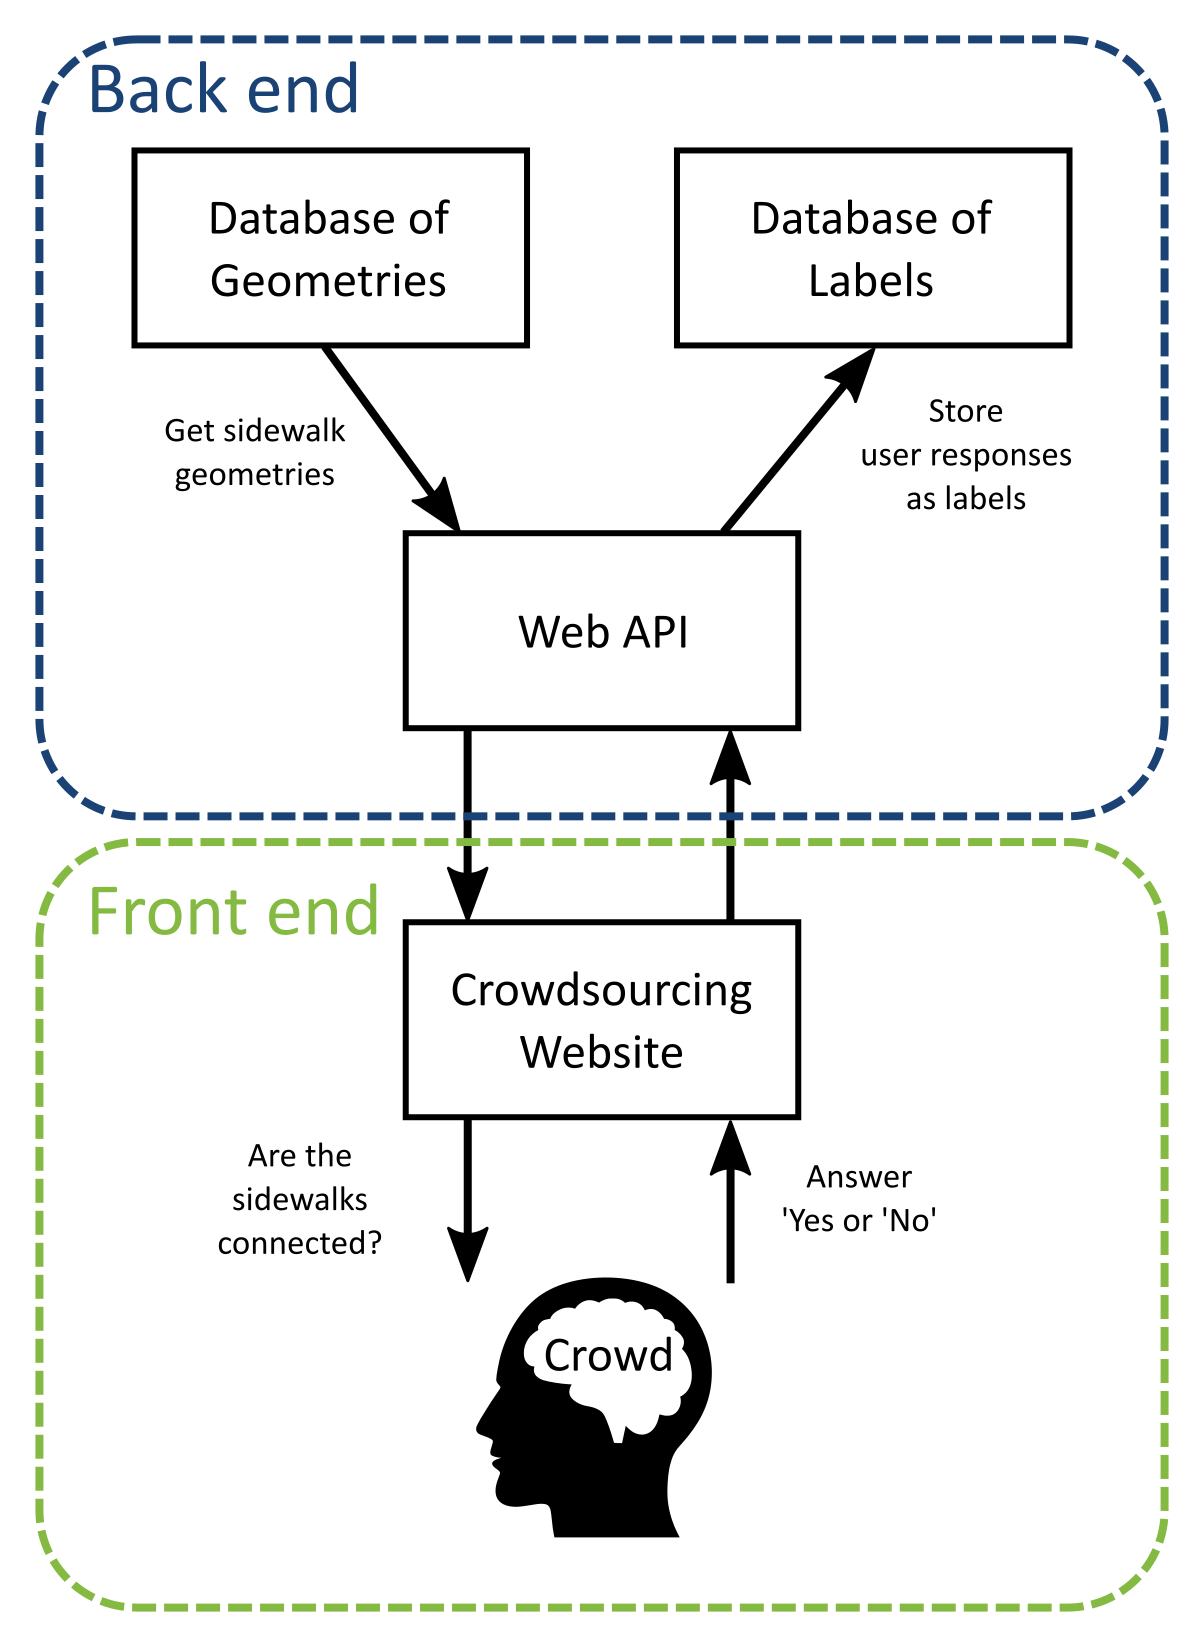 Back end
Database of
Geometries
Database of
Labels
Get sidewalk
geometries
Store
user responses
as labels
Web API
Front end
Crowdsourcing
Website
Are the
sidewalks
connected?
Answer
'Yes or 'No'
Crowd